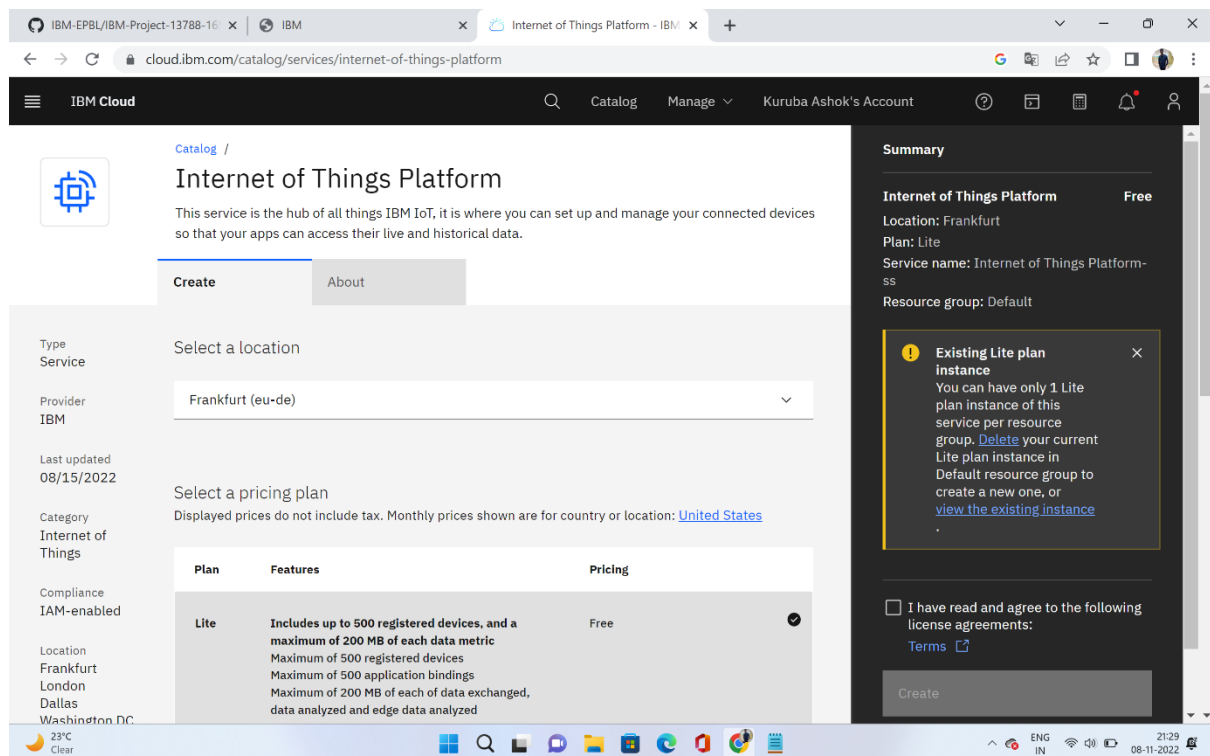 IBM-EPBL/IBM-Project-13788-16
IBM
Internet of Things Platform - IBM
cloud.ibm.com/catalog/services/internet-of-things-platform
IBM Cloud
Catalog
Manage
Kuruba Ashok's Account
Catalog /
Internet of Things Platform
This service is the hub of all things IBM IoT, it is where you can set up and manage your connected devices
so that your apps can access their live and historical data.
Create
About
Type
Service
Provider
IBM
Last updated
08/15/2022
Category
Internet of
Things
Compliance
IAM-enabled
Location
Frankfurt
London
Dallas
Washington DC
Select a location
Frankfurt (eu-de)
Select a pricing plan
Displayed prices do not include tax. Monthly prices shown are for country or location: United States
Plan Features Pricing
Lite Includes up to 500 registered devices, and a Free
maximum of 200 MB of each data metric
Maximum of 500 registered devices
Maximum of 500 application bindings
Maximum of 200 MB of each of data exchanged,
data analyzed and edge data analyzed
Summary
Internet of Things Platform Free
Location: Frankfurt
Plan: Lite
Service name: Internet of Things Platform-
ss
Resource group: Default
Existing Lite plan
instance
You can have only 1 Lite
plan instance of this
service per resource
group. Delete your current
Lite plan instance in
Default resource group to
create a new one, or
view the existing instance
.
I have read and agree to the following
license agreements:
Terms
Create
23°C
Clear
ENG
IN
21:29
08-11-2022